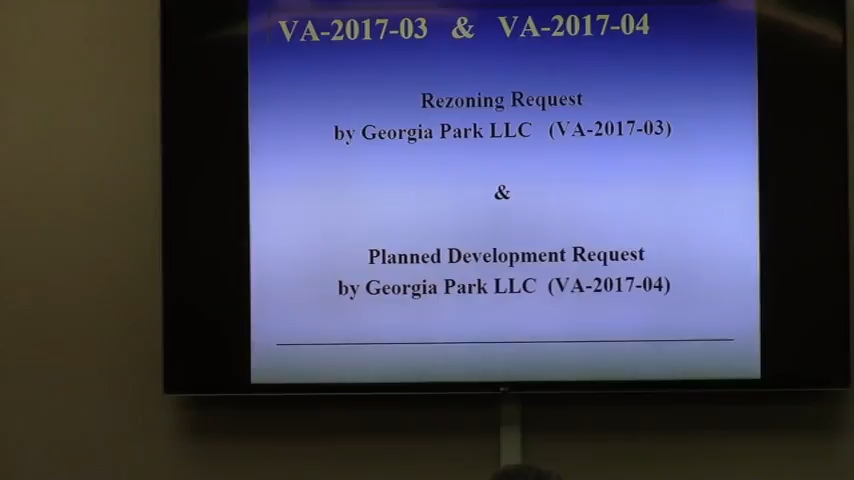 VA-2017-03 & VA-2017-04
Rezoning Request
by Georgia Park LLC (VA-2017-03)
&
Planned Development Request
by Georgia Park LLC (VA-2017-04)